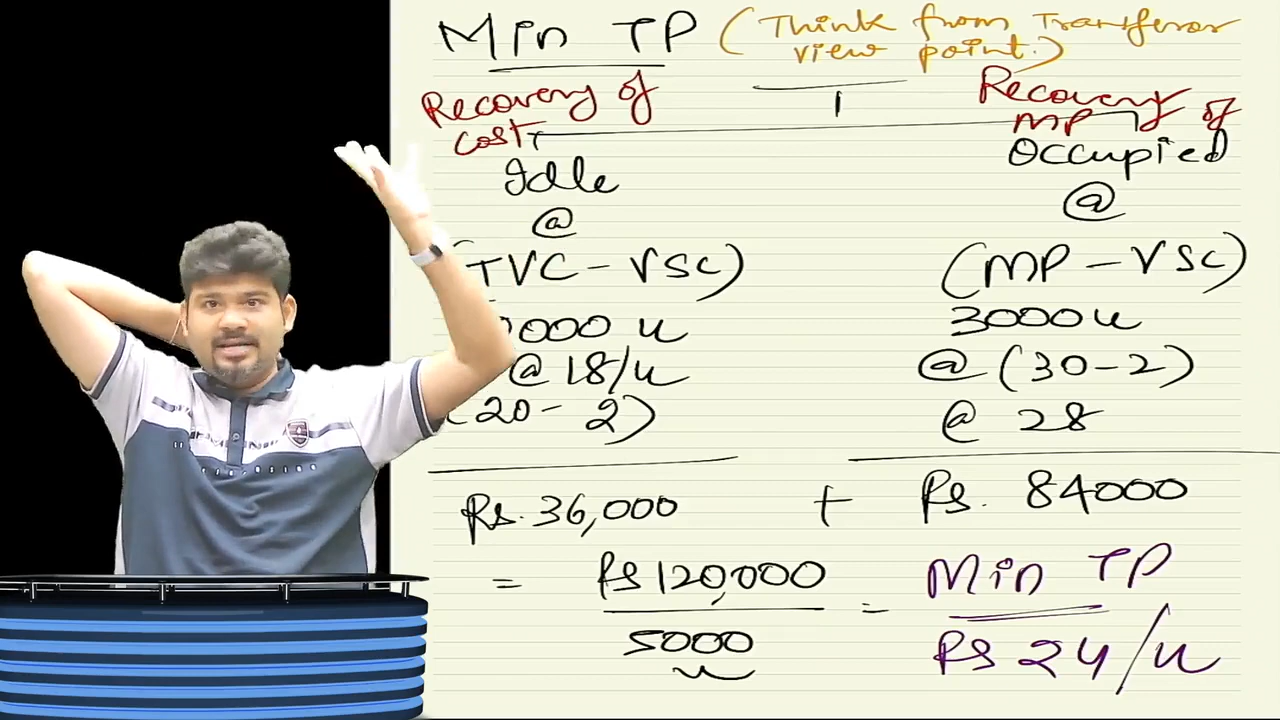 Min TP (Think from Transferor
view point.)
Recovery of
cost
Idle
@
(TVC - VSC)
000 u
@ 18/u
(20 - 2)
Rs. 36,000
Recovery of
MP
Occupied
@
(MP - VSC)
3000 u
@ (30 - 2)
@ 28
+ Rs. 84000
= Rs 120,000
5000
u
= Min TP
Rs 24/u